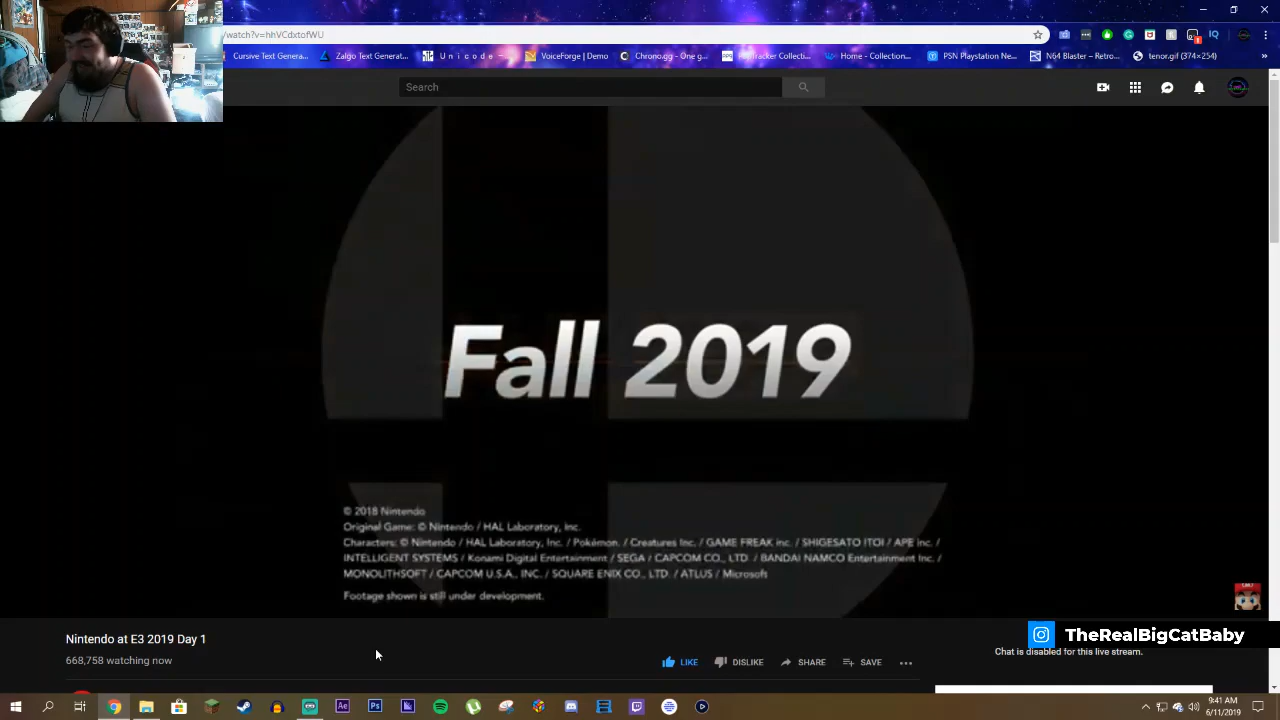 /watch?v=hhVCdxtofWU
Cursive Text Genera...
Zalgo Text Generat...
U n i c o d e
VoiceForge | Demo
Chrono.gg - One g...
Home - Collection...
PSN Playstation Ne...
N64 Blaster – Retro...
tenor.gif (374×254)
»
Search
IQ
Fall 2019
© 2018 Nintendo
Original Game: © Nintendo / HAL Laboratory, Inc.
Characters: © Nintendo / HAL Laboratory, Inc. / Pokémon. / Creatures Inc. / GAME FREAK inc. / SHIGESATO ITOI / APE inc. /
INTELLIGENT SYSTEMS / Konami Digital Entertainment / SEGA / CAPCOM CO., LTD. / BANDAI NAMCO Entertainment Inc. /
MONOLITHSOFT / CAPCOM U.S.A., INC. / SQUARE ENIX CO., LTD. / ATLUS / Microsoft
Footage shown is still under development.
Nintendo at E3 2019 Day 1
668,758 watching now
LIKE
DISLIKE
SHARE
SAVE
TheRealBigCatBaby
Chat is disabled for this live stream.
Ae
Ps
9:41 AM
6/11/2019